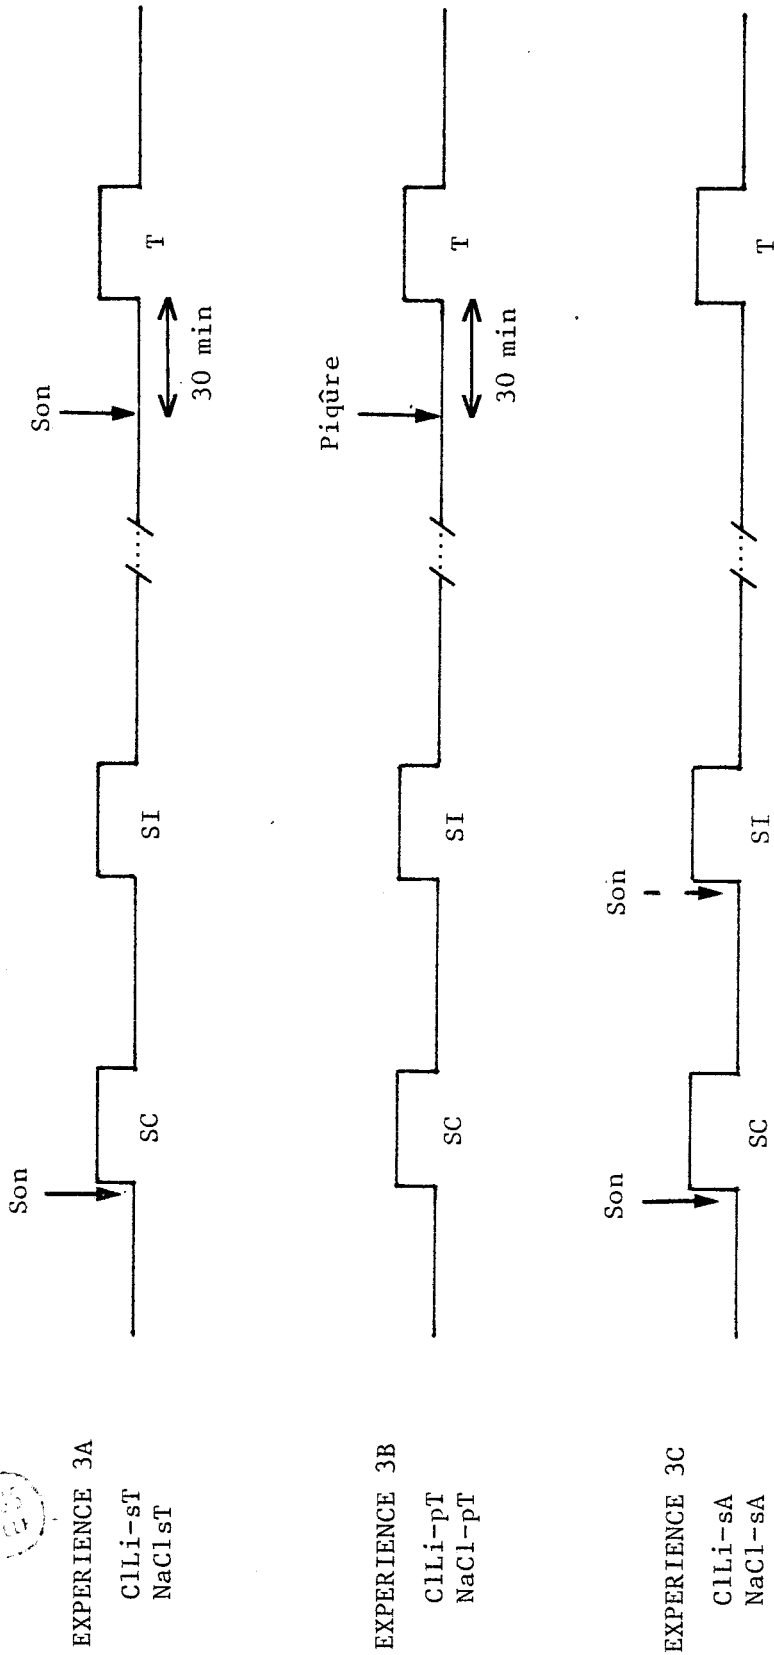 EXPERIENCE 3A
ClLi-sT
NaClsT
Son
SC
SI
Son
30 min
T
EXPERIENCE 3B
ClLi-pT
NaCl-pT
SC
SI
Piqûre
30 min
T
EXPERIENCE 3C
ClLi-sA
NaCl-sA
Son
SC
Son
SI
T